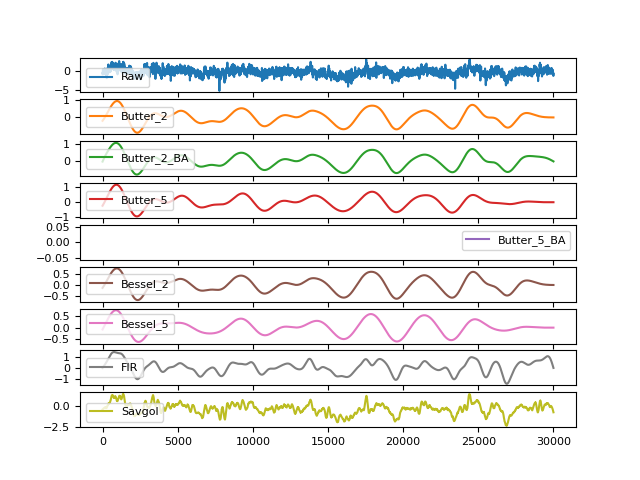 0
−5
Raw
1
0
Butter_2
1
0
Butter_2_BA
1
0
−1
Butter_5
0.05
0.00
−0.05
Butter_5_BA
0.5
0.0
−0.5
Bessel_2
0.5
0.0
−0.5
Bessel_5
1
0
−1
FIR
0.0
−2.5
Savgol
0 5000 10000 15000 20000 25000 30000